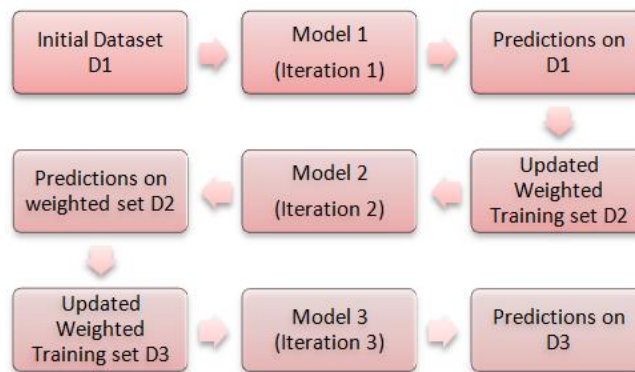 Initial Dataset
D1
Model 1
(Iteration 1)
Predictions on
D1
Updated
Weighted
Training set D2
Model 2
(Iteration 2)
Predictions on
weighted set D2
Updated
Weighted
Training set D3
Model 3
(Iteration 3)
Predictions on
D3